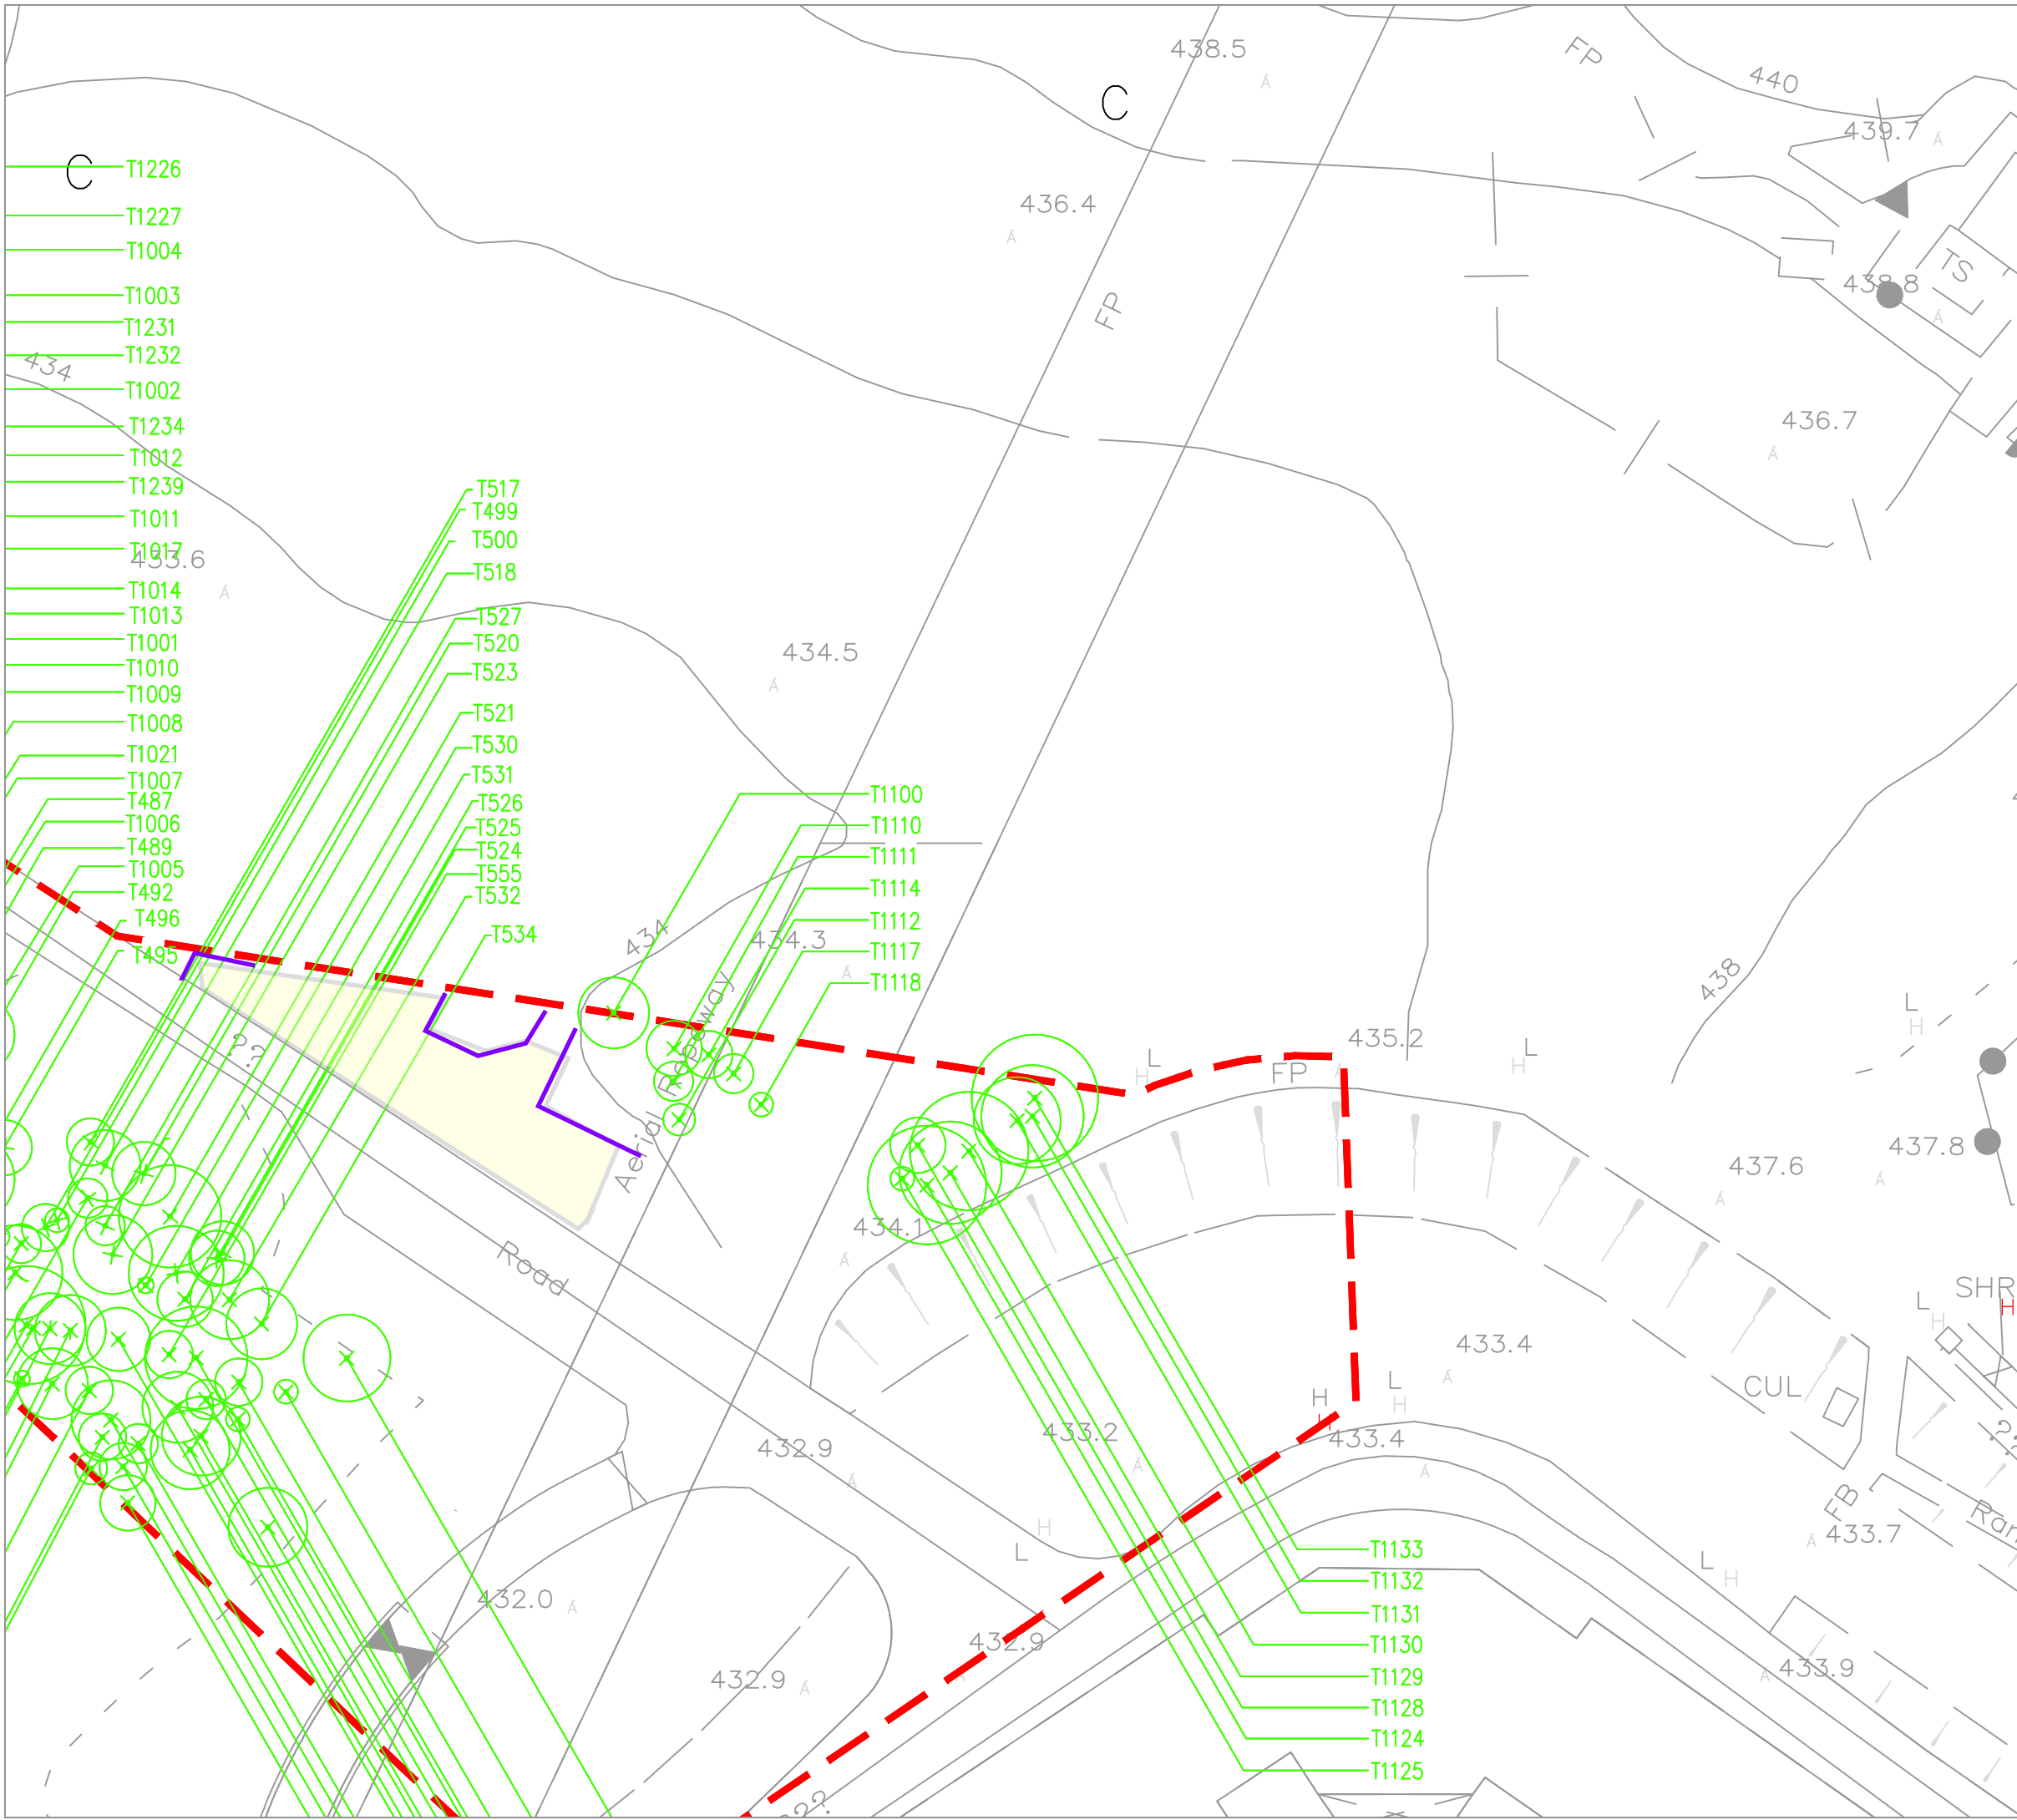 438.5
FP
440
439.7
C
C
T1226
436.4
T1227
T1004
TS
438.8
T1003
FP
T1231
T1232
434
T1002
436.7
T1234
T1012
T1239
T517
T499
T1011
T500
T1017
433.6
T518
T1014
T1013
T527
T1001
T520
434.5
T1010
T523
T1009
T521
T1008
T530
T1021
T531
T1007
T1100
T487
T526
T1006
T525
T1110
T489
T524
T1111
T1005
T555
T1114
T492
T532
T496
T1112
T534
434
434.3
T495
T1117
T1118
438
L
H
Aerial Ropeway
435.2
L
H
L
H
FP
??
437.8
437.6
434.1
Road
SHR
L
H
H
433.4
CUL
L
H
H
H
433.2
433.4
432.9
FB
433.7
H
L
T1133
L
H
T1132
432.0
T1131
432.9
T1130
433.9
T1129
432.9
T1128
T1124
T1125